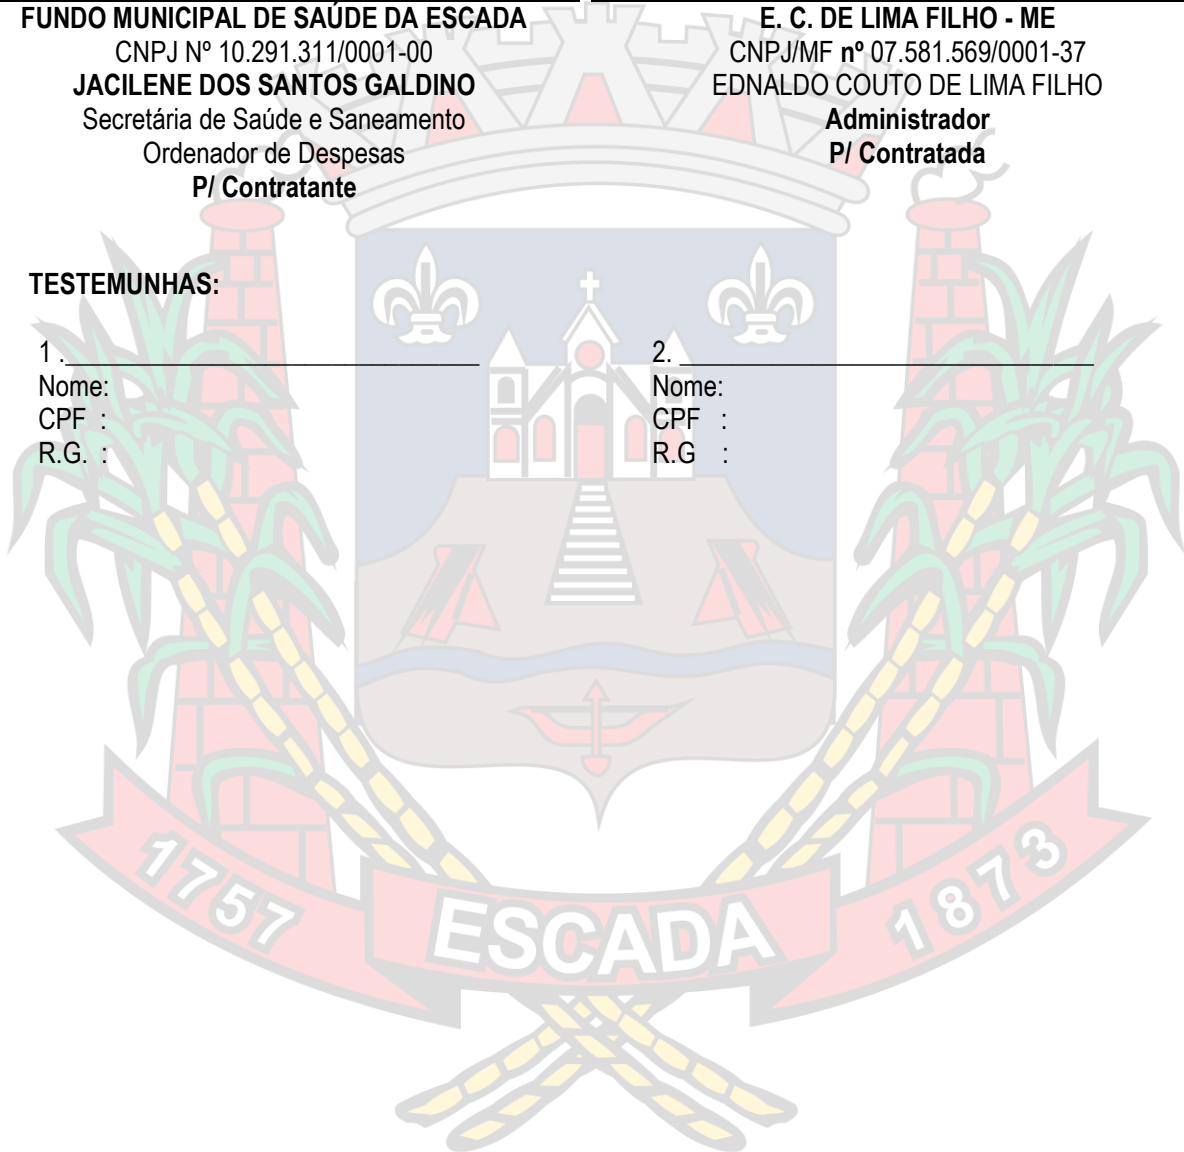 FUNDO MUNICIPAL DE SAÚDE DA ESCADA
CNPJ Nº 10.291.311/0001-00
JACILENE DOS SANTOS GALDINO
Secretária de Saúde e Saneamento
Ordenador de Despesas
P/ Contratante
E. C. DE LIMA FILHO - ME
CNPJ/MF nº 07.581.569/0001-37
EDNALDO COUTO DE LIMA FILHO
Administrador
P/ Contratada
TESTEMUNHAS:
1 .______________________________
Nome:
CPF :
R.G. :
2. ______________________________
Nome:
CPF :
R.G :
1757
ESCADA
1873